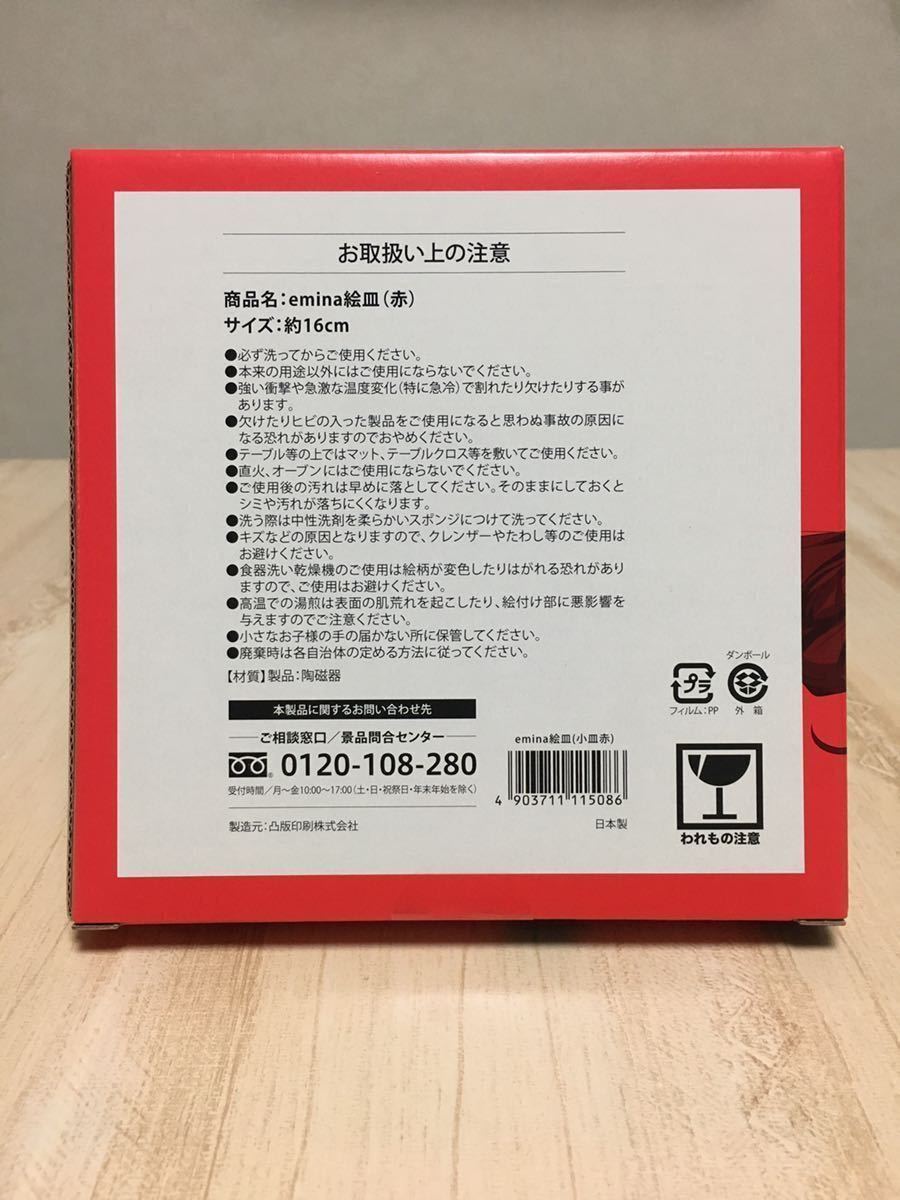 お取扱い上の注意
商品名：emina絵皿（赤）
サイズ：約16cm
●必ず洗ってからご使用ください。
●本来の用途以外にはご使用にならないでください。
●強い衝撃や急激な温度変化（特に急冷）で割れたり欠けたりする事が
あります。
●欠けたりヒビの入った製品をご使用になると思わぬ事故の原因に
なる恐れがありますのでおやめください。
●テーブル等の上ではマット、テーブルクロス等を敷いてご使用ください。
●直火、オーブンにはご使用にならないでください。
●ご使用後の汚れは早めに落としてください。そのままにしておくと
シミや汚れが落ちにくくなります。
●洗う際は中性洗剤を柔らかいスポンジにつけて洗ってください。
●キズなどの原因となりますので、クレンザーやたわし等のご使用は
お避けください。
●食器洗い乾燥機のご使用は絵柄が変色したりはがれる恐れがあり
ますので、ご使用はお避けください。
●高温での湯煎は表面の肌荒れを起こしたり、絵付け部に悪影響を
与えますのでご注意ください。
●小さなお子様の手の届かない所に保管してください。
●廃棄時は各自治体の定める方法に従ってください。
【材質】製品：陶磁器
本製品に関するお問い合わせ先
ご相談窓口／景品問合センター
0120-108-280
受付時間／月〜金10:00〜17:00（土・日・祝祭日・年末年始を除く）
製造元：凸版印刷株式会社
emina絵皿(小皿赤)
4 903711 115086
日本製
プラ
フィルム：PP
ダンボール
外 箱
われもの注意